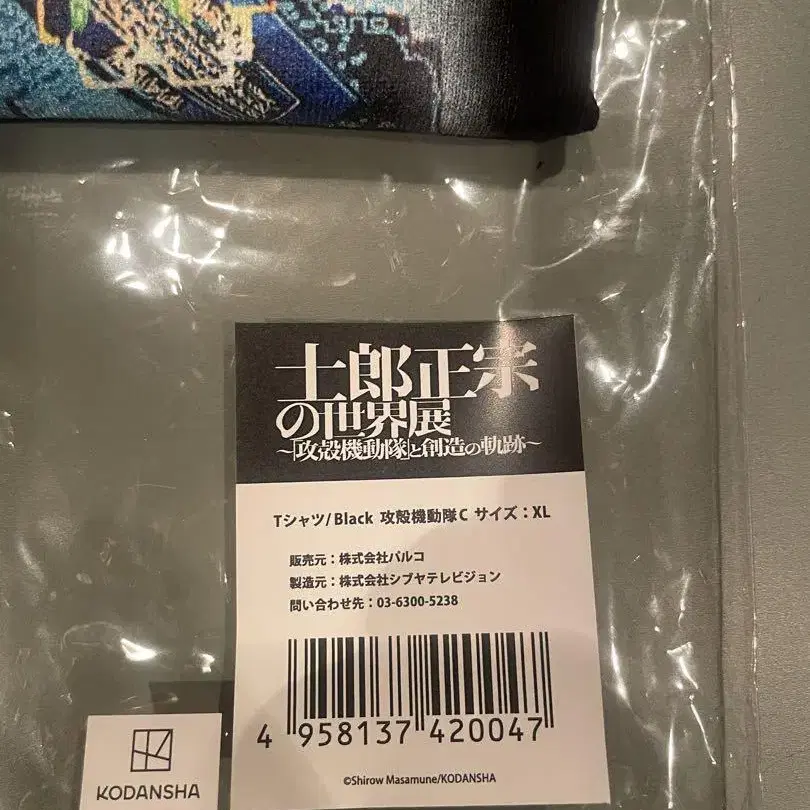 士郎正宗
の世界展
～「攻殻機動隊」と創造の軌跡～
Tシャツ/Black 攻殻機動隊C サイズ：XL
販売元：株式会社パルコ
製造元：株式会社シブヤテレビジョン
問い合わせ先：03-6300-5238
4 958137 420047
©Shirow Masamune/KODANSHA
KODANSHA